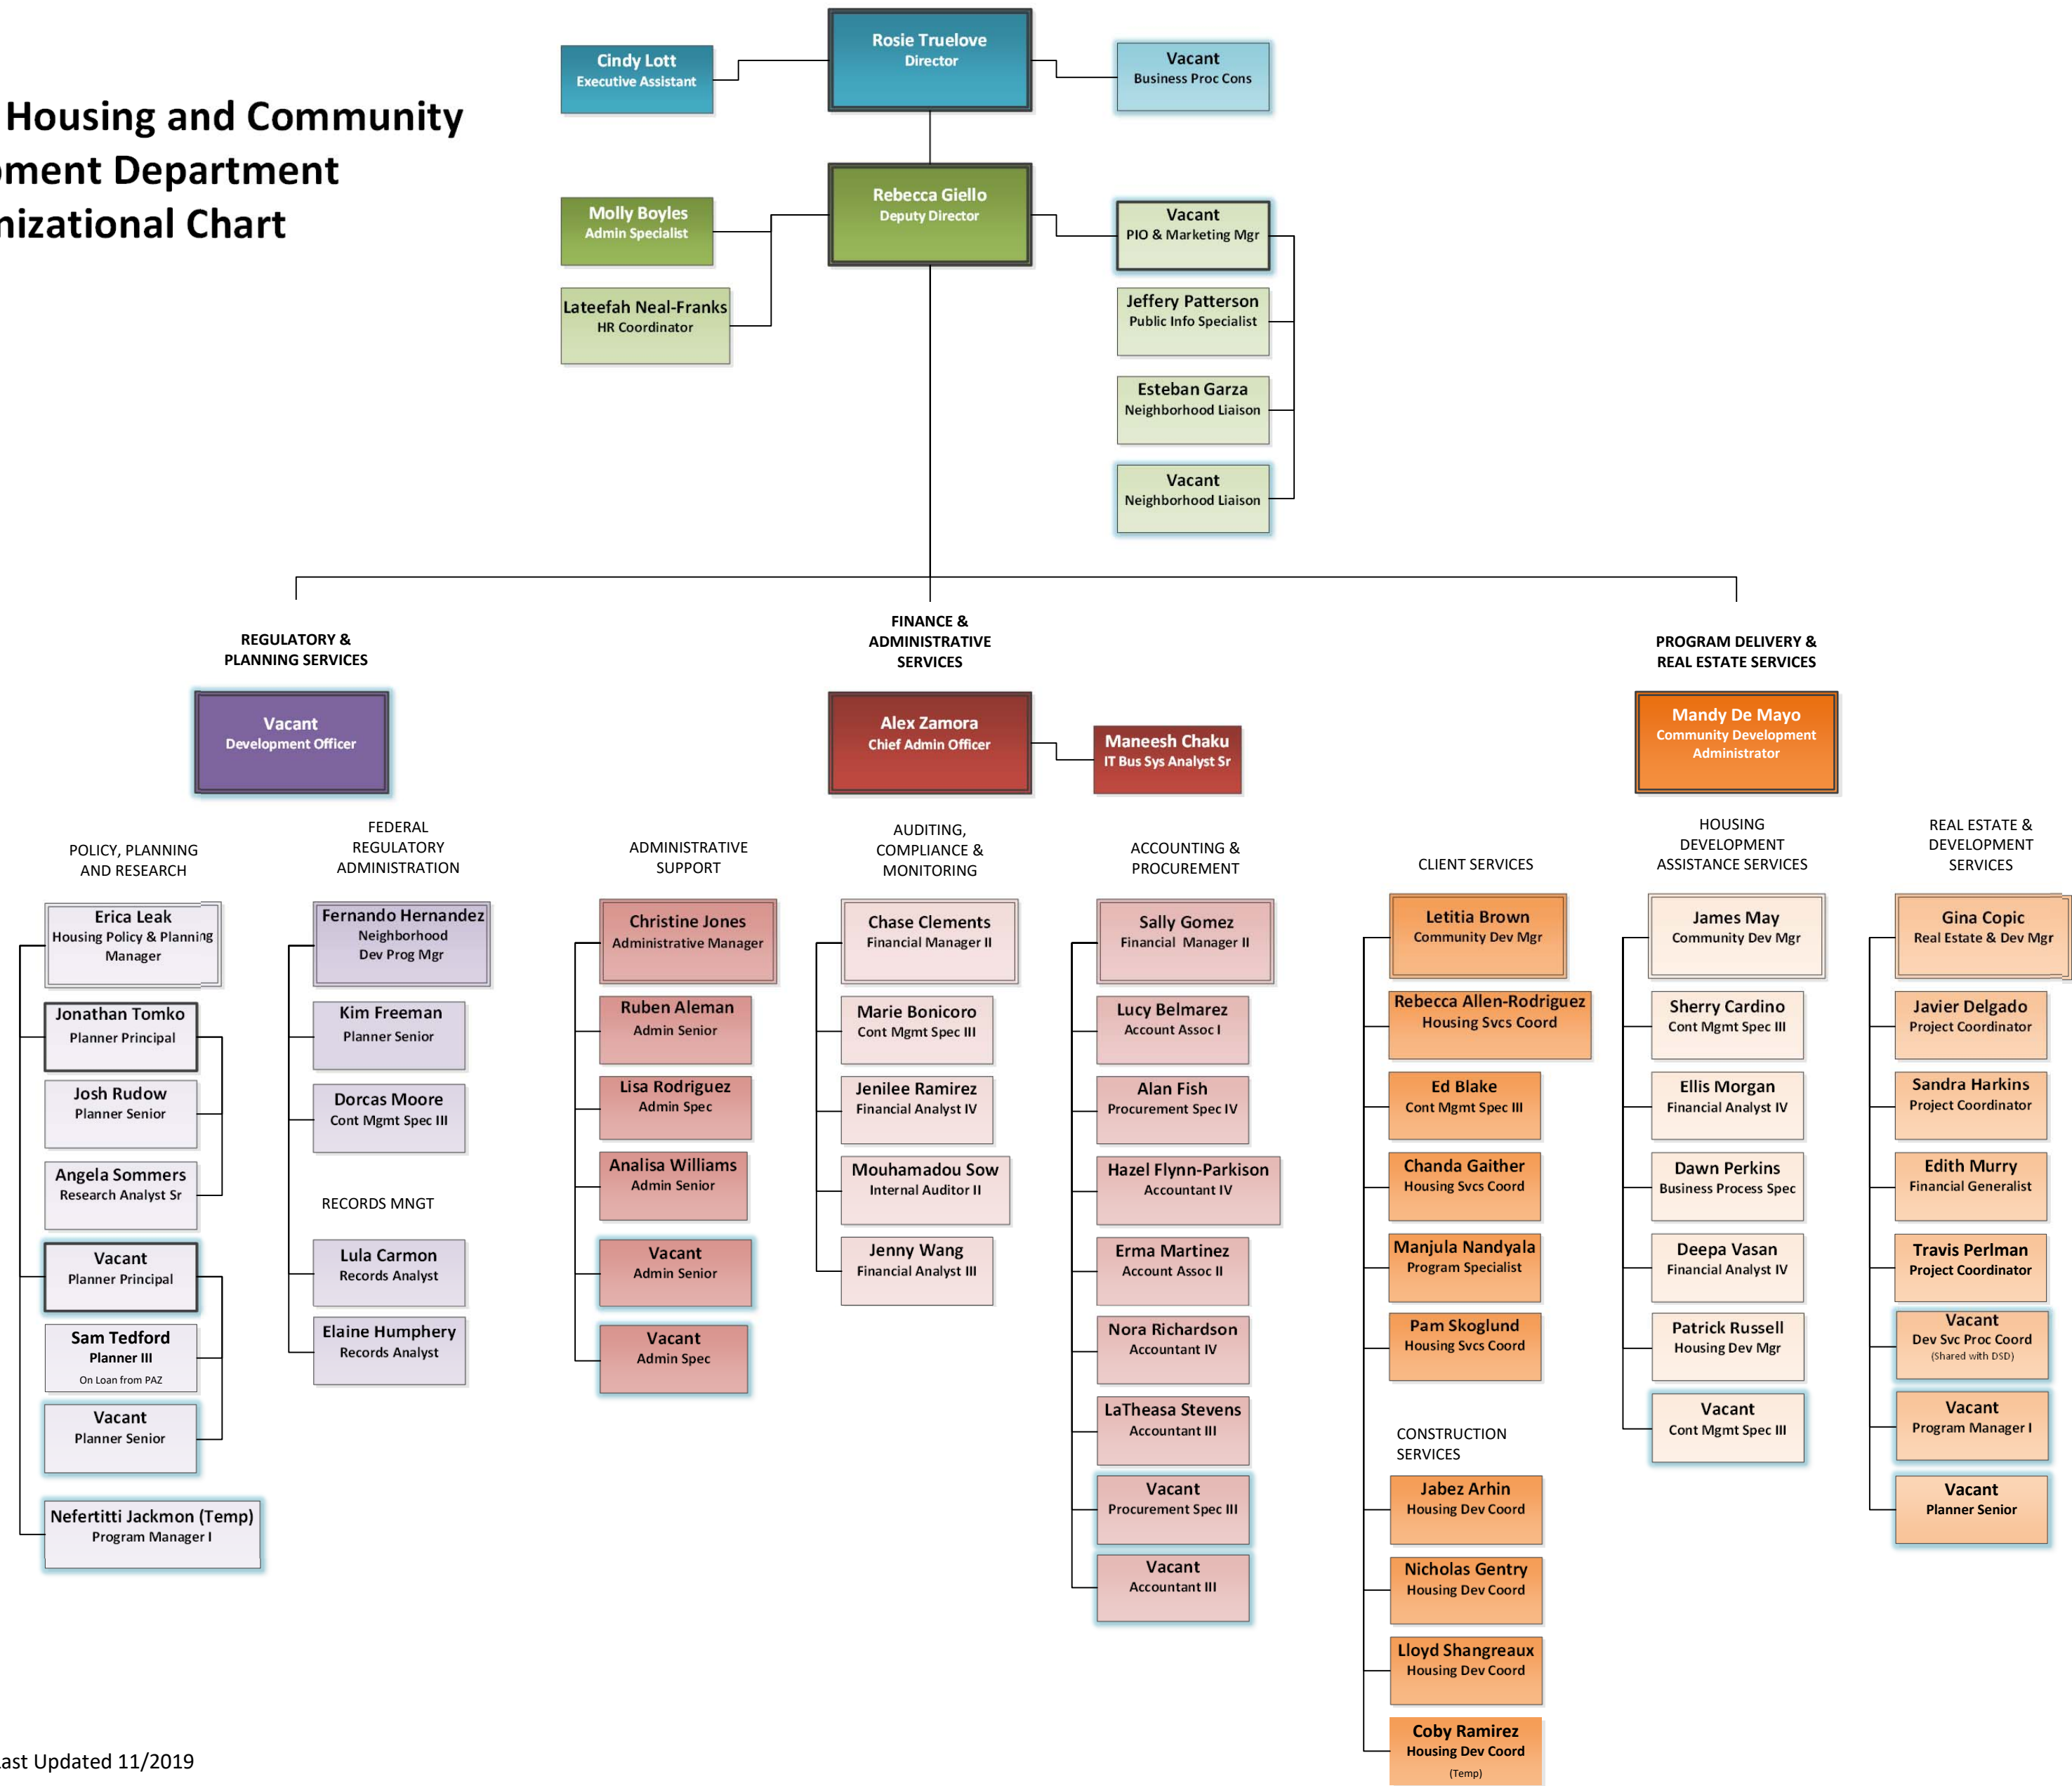 Housing and Community
Department
Chart
Rosie Truelove
Director
Cindy Lott
Executive Assistant
Vacant
Business Proc Cons
Rebecca Giello
Deputy Director
Molly Boyles
Admin Specialist
Lateefah Neal-Franks
HR Coordinator
Vacant
PIO & Marketing Mgr
Jeffery Patterson
Public Info Specialist
Esteban Garza
Neighborhood Liaison
Vacant
Neighborhood Liaison
REGULATORY &
PLANNING SERVICES
Vacant
Development Officer
POLICY, PLANNING
AND RESEARCH
Erica Leak
Housing Policy & Planning
Manager
Jonathan Tomko
Planner Principal
Josh Rudow
Planner Senior
Angela Sommers
Research Analyst Sr
Vacant
Planner Principal
Sam Tedford
Planner III
On Loan from PAZ
Vacant
Planner Senior
Nefertitti Jackmon (Temp)
Program Manager I
FEDERAL
REGULATORY
ADMINISTRATION
Fernando Hernandez
Neighborhood
Dev Prog Mgr
Kim Freeman
Planner Senior
Dorcas Moore
Cont Mgmt Spec III
RECORDS MNGT
Lula Carmon
Records Analyst
Elaine Humphery
Records Analyst
FINANCE &
ADMINISTRATIVE
SERVICES
Alex Zamora
Chief Admin Officer
Maneesh Chaku
IT Bus Sys Analyst Sr
ADMINISTRATIVE
SUPPORT
Christine Jones
Administrative Manager
Ruben Aleman
Admin Senior
Lisa Rodriguez
Admin Spec
Analisa Williams
Admin Senior
Vacant
Admin Senior
Vacant
Admin Spec
AUDITING,
COMPLIANCE &
MONITORING
Chase Clements
Financial Manager II
Marie Bonicoro
Cont Mgmt Spec III
Jenilee Ramirez
Financial Analyst IV
Mouhamadou Sow
Internal Auditor II
Jenny Wang
Financial Analyst III
ACCOUNTING &
PROCUREMENT
Sally Gomez
Financial Manager II
Lucy Belmarez
Account Assoc I
Alan Fish
Procurement Spec IV
Hazel Flynn-Parkison
Accountant IV
Erma Martinez
Account Assoc II
Nora Richardson
Accountant IV
LaTheasa Stevens
Accountant III
Vacant
Procurement Spec III
Vacant
Accountant III
PROGRAM DELIVERY &
REAL ESTATE SERVICES
Mandy De Mayo
Community Development
Administrator
CLIENT SERVICES
Letitia Brown
Community Dev Mgr
Rebecca Allen-Rodriguez
Housing Svcs Coord
Ed Blake
Cont Mgmt Spec III
Chanda Gaither
Housing Svcs Coord
Manjula Nandyala
Program Specialist
Pam Skoglund
Housing Svcs Coord
CONSTRUCTION
SERVICES
Jabez Arhin
Housing Dev Coord
Nicholas Gentry
Housing Dev Coord
Lloyd Shangreaux
Housing Dev Coord
Coby Ramirez
Housing Dev Coord
(Temp)
HOUSING
DEVELOPMENT
ASSISTANCE SERVICES
James May
Community Dev Mgr
Sherry Cardino
Cont Mgmt Spec III
Ellis Morgan
Financial Analyst IV
Dawn Perkins
Business Process Spec
Deepa Vasan
Financial Analyst IV
Patrick Russell
Housing Dev Mgr
Vacant
Cont Mgmt Spec III
REAL ESTATE &
DEVELOPMENT
SERVICES
Gina Copic
Real Estate & Dev Mgr
Javier Delgado
Project Coordinator
Sandra Harkins
Project Coordinator
Edith Murry
Financial Generalist
Travis Perlman
Project Coordinator
Vacant
Dev Svc Proc Coord
(Shared with DSD)
Vacant
Program Manager I
Vacant
Planner Senior
Updated 11/2019